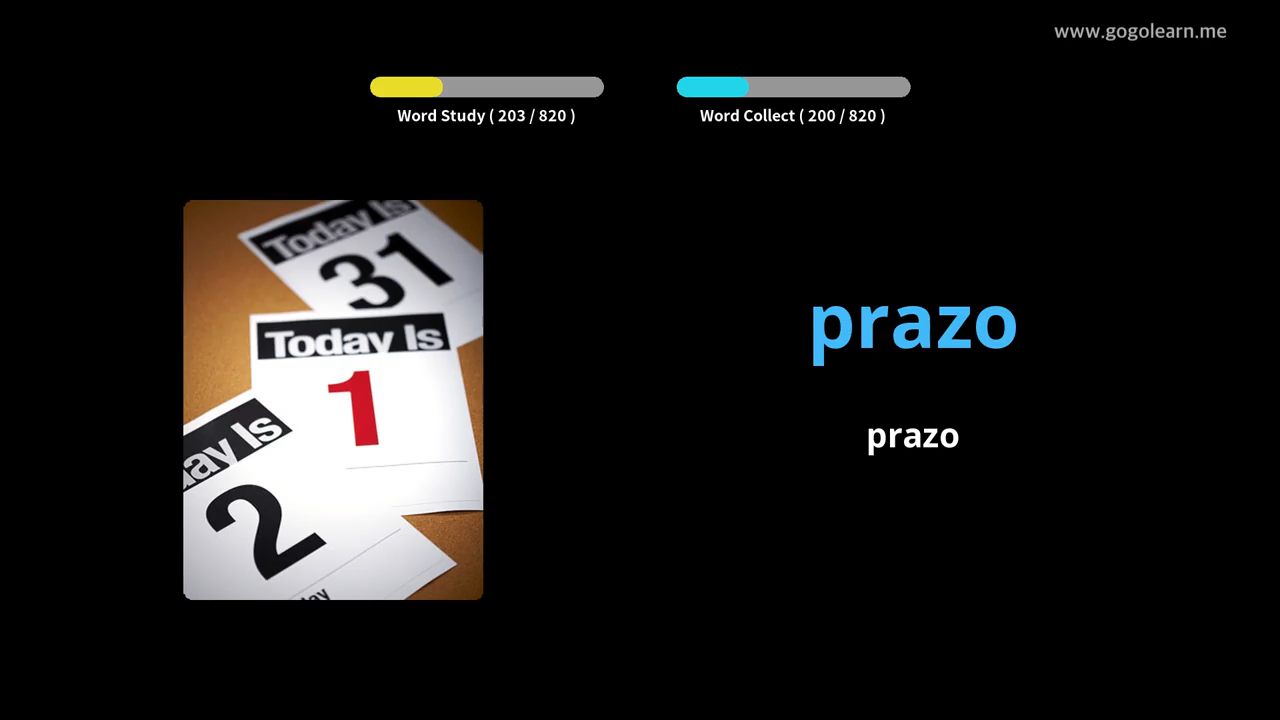 www.gogolearn.me
Word Study ( 203 / 820 )
Word Collect ( 200 / 820 )
Today Is
31
Today Is
1
ay Is
2
prazo
prazo